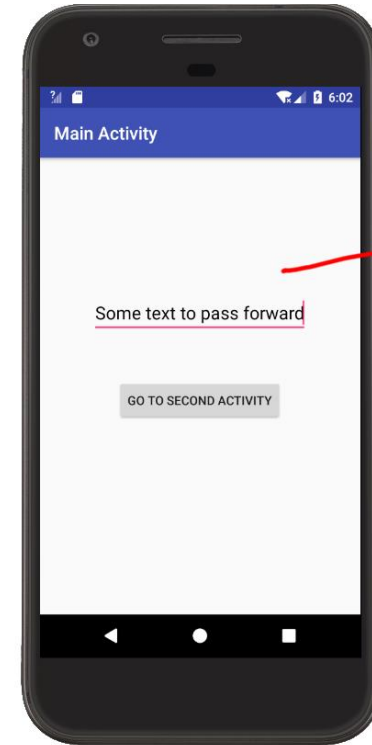 6:02
Main Activity
Some text to pass forward
GO TO SECOND ACTIVITY